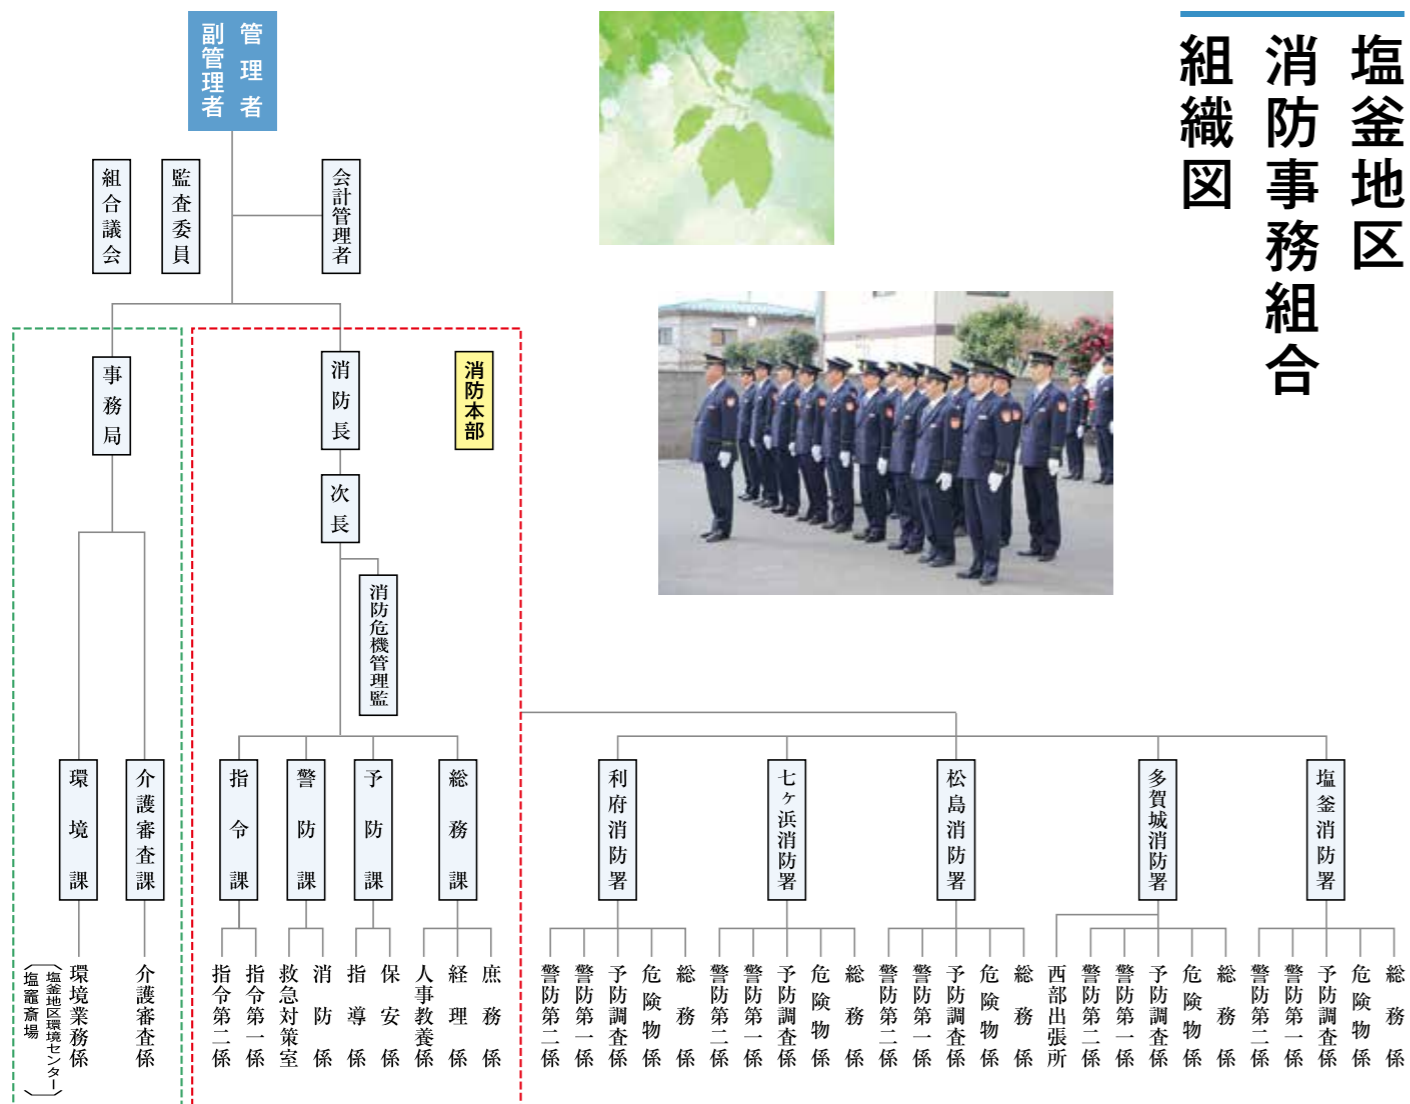 塩釜地区
消防事務組合
組織図
管理者
副管理者
会計管理者
監査委員
組合議会
消防本部
消防長
次長
消防危機管理監
事務局
塩釜消防署
多賀城消防署
松島消防署
七ヶ浜消防署
利府消防署
総務課
予防課
警防課
指令課
介護審査課
環境課
総務係
危険物係
予防調査係
警防第一係
警防第二係
総務係
危険物係
予防調査係
警防第一係
警防第二係
西部出張所
総務係
危険物係
予防調査係
警防第一係
警防第二係
総務係
危険物係
予防調査係
警防第一係
警防第二係
総務係
危険物係
予防調査係
警防第一係
警防第二係
庶務係
経理係
人事教養係
保安係
指導係
消防係
救急対策室
指令第一係
指令第二係
介護審査係
環境業務係
（塩釜地区環境センター
塩竈斎場）